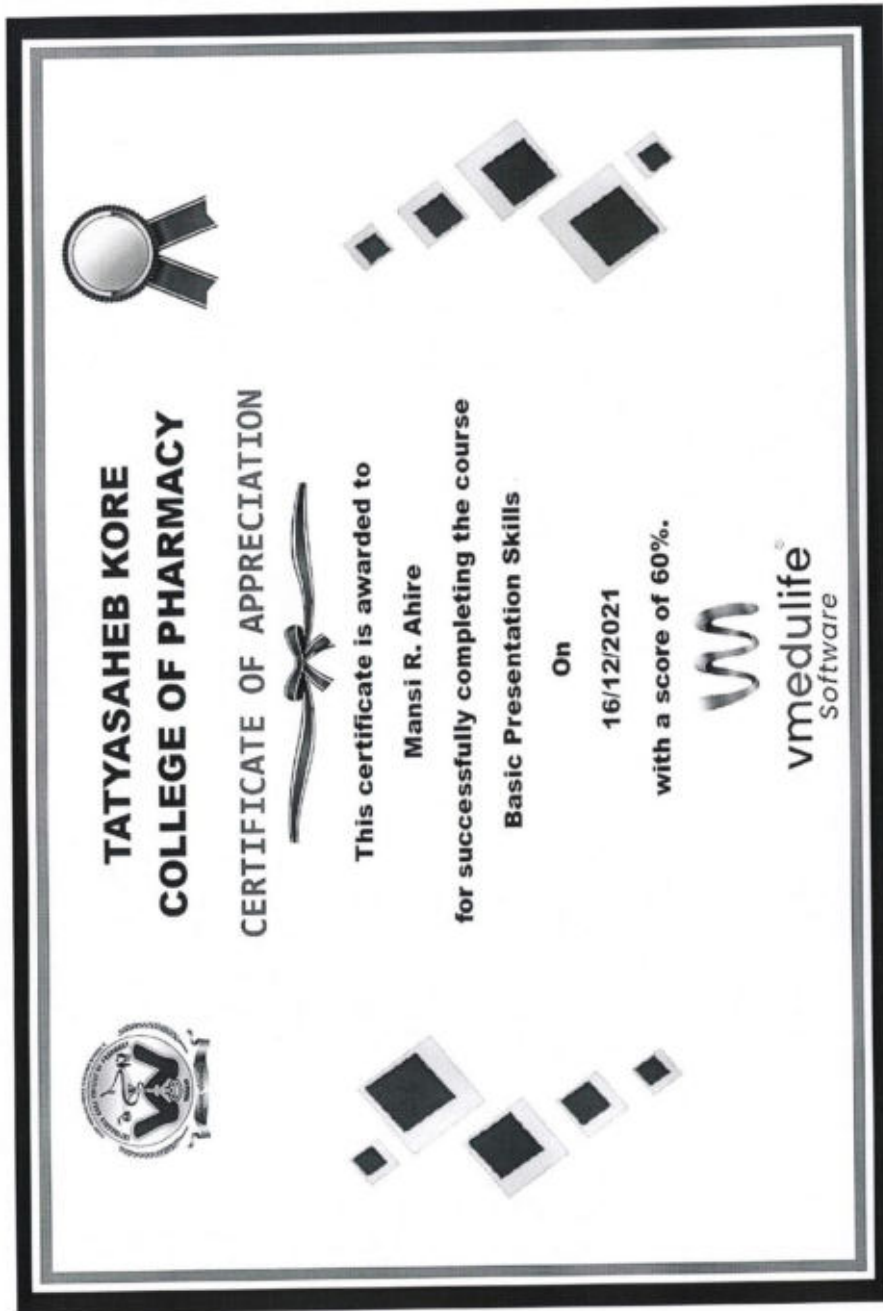 TATYASAHEB KORE
COLLEGE OF PHARMACY
CERTIFICATE OF APPRECIATION
This certificate is awarded to
Mansi R. Ahire
for successfully completing the course
Basic Presentation Skills
On
16/12/2021
with a score of 60%.
vmedulife®
Software